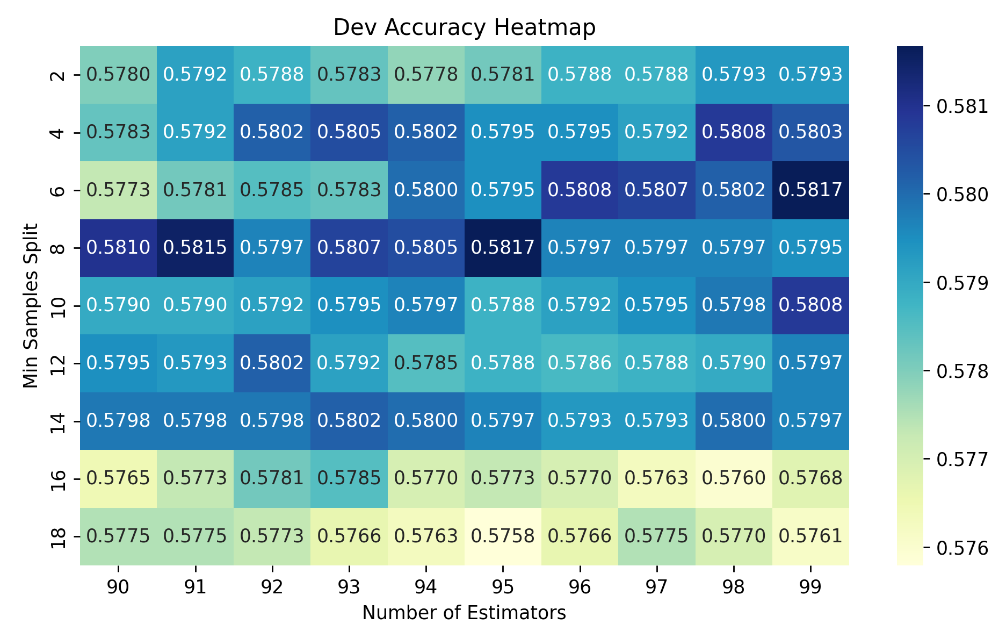 Dev Accuracy Heatmap
2 0.5780 0.5792 0.5788 0.5783 0.5778 0.5781 0.5788 0.5788 0.5793 0.5793
4 0.5783 0.5792 0.5802 0.5805 0.5802 0.5795 0.5795 0.5792 0.5808 0.5803
6 0.5773 0.5781 0.5785 0.5783 0.5800 0.5795 0.5808 0.5807 0.5802 0.5817
8 0.5810 0.5815 0.5797 0.5807 0.5805 0.5817 0.5797 0.5797 0.5797 0.5795
10 0.5790 0.5790 0.5792 0.5795 0.5797 0.5788 0.5792 0.5795 0.5798 0.5808
12 0.5795 0.5793 0.5802 0.5792 0.5785 0.5788 0.5786 0.5788 0.5790 0.5797
14 0.5798 0.5798 0.5798 0.5802 0.5800 0.5797 0.5793 0.5793 0.5800 0.5797
16 0.5765 0.5773 0.5781 0.5785 0.5770 0.5773 0.5770 0.5763 0.5760 0.5768
18 0.5775 0.5775 0.5773 0.5766 0.5763 0.5758 0.5766 0.5775 0.5770 0.5761
90 91 92 93 94 95 96 97 98 99
Number of Estimators
Min Samples Split
0.581
0.580
0.579
0.578
0.577
0.576